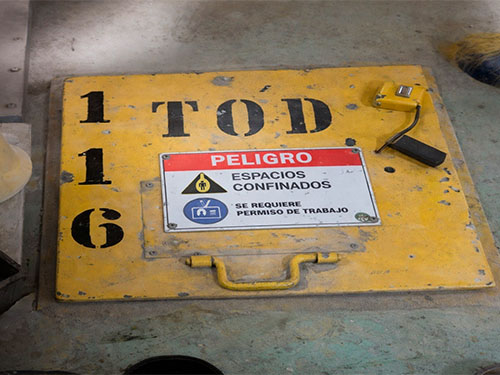 1 TOD
1
6
PELIGRO
ESPACIOS
CONFINADOS
SE REQUIERE
PERMISO DE TRABAJO